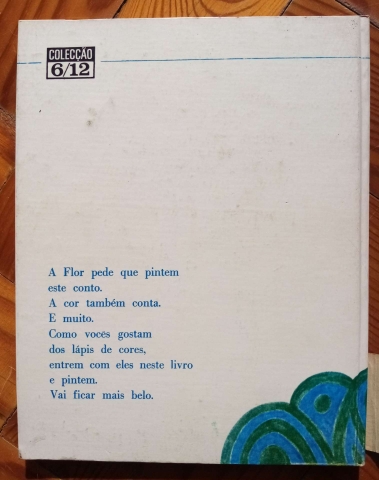 COLECÇÃO
6/12
A Flor pede que pintem
este conto.
A cor também conta.
E muito.
Como voces gostam
dos lápis de cores,
entrem com eles neste livro
e pintem.
Vai ficar mais belo.